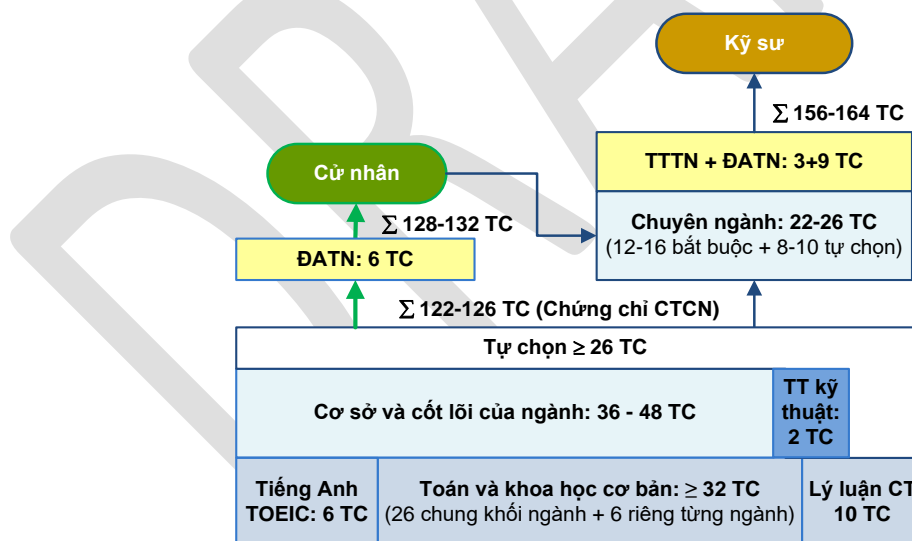 Kỹ sư
∑ 156-164 TC
TTTN + ĐATN: 3+9 TC
Cử nhân
Chuyên ngành: 22-26 TC
(12-16 bắt buộc + 8-10 tự chọn)
∑ 128-132 TC
ĐATN: 6 TC
∑ 122-126 TC (Chứng chỉ CTCN)
Tự chọn ≥ 26 TC
Cơ sở và cốt lõi của ngành: 36 - 48 TC
TT kỹ
thuật:
2 TC
Tiếng Anh
TOEIC: 6 TC
Toán và khoa học cơ bản: ≥ 32 TC
(26 chung khối ngành + 6 riêng từng ngành)
Lý luận CT
10 TC
DRA